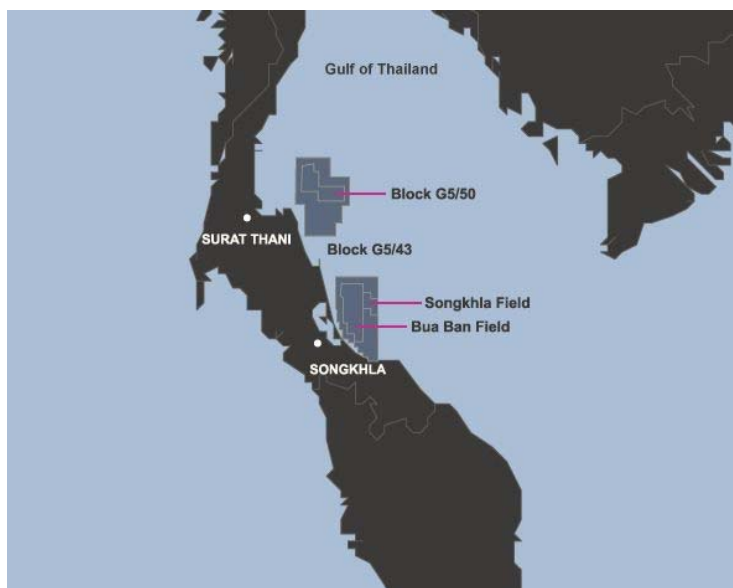 Gulf of Thailand
Block G5/50
SURAT THANI
Block G5/43
Songkhla Field
Bua Ban Field
SONGKHLA